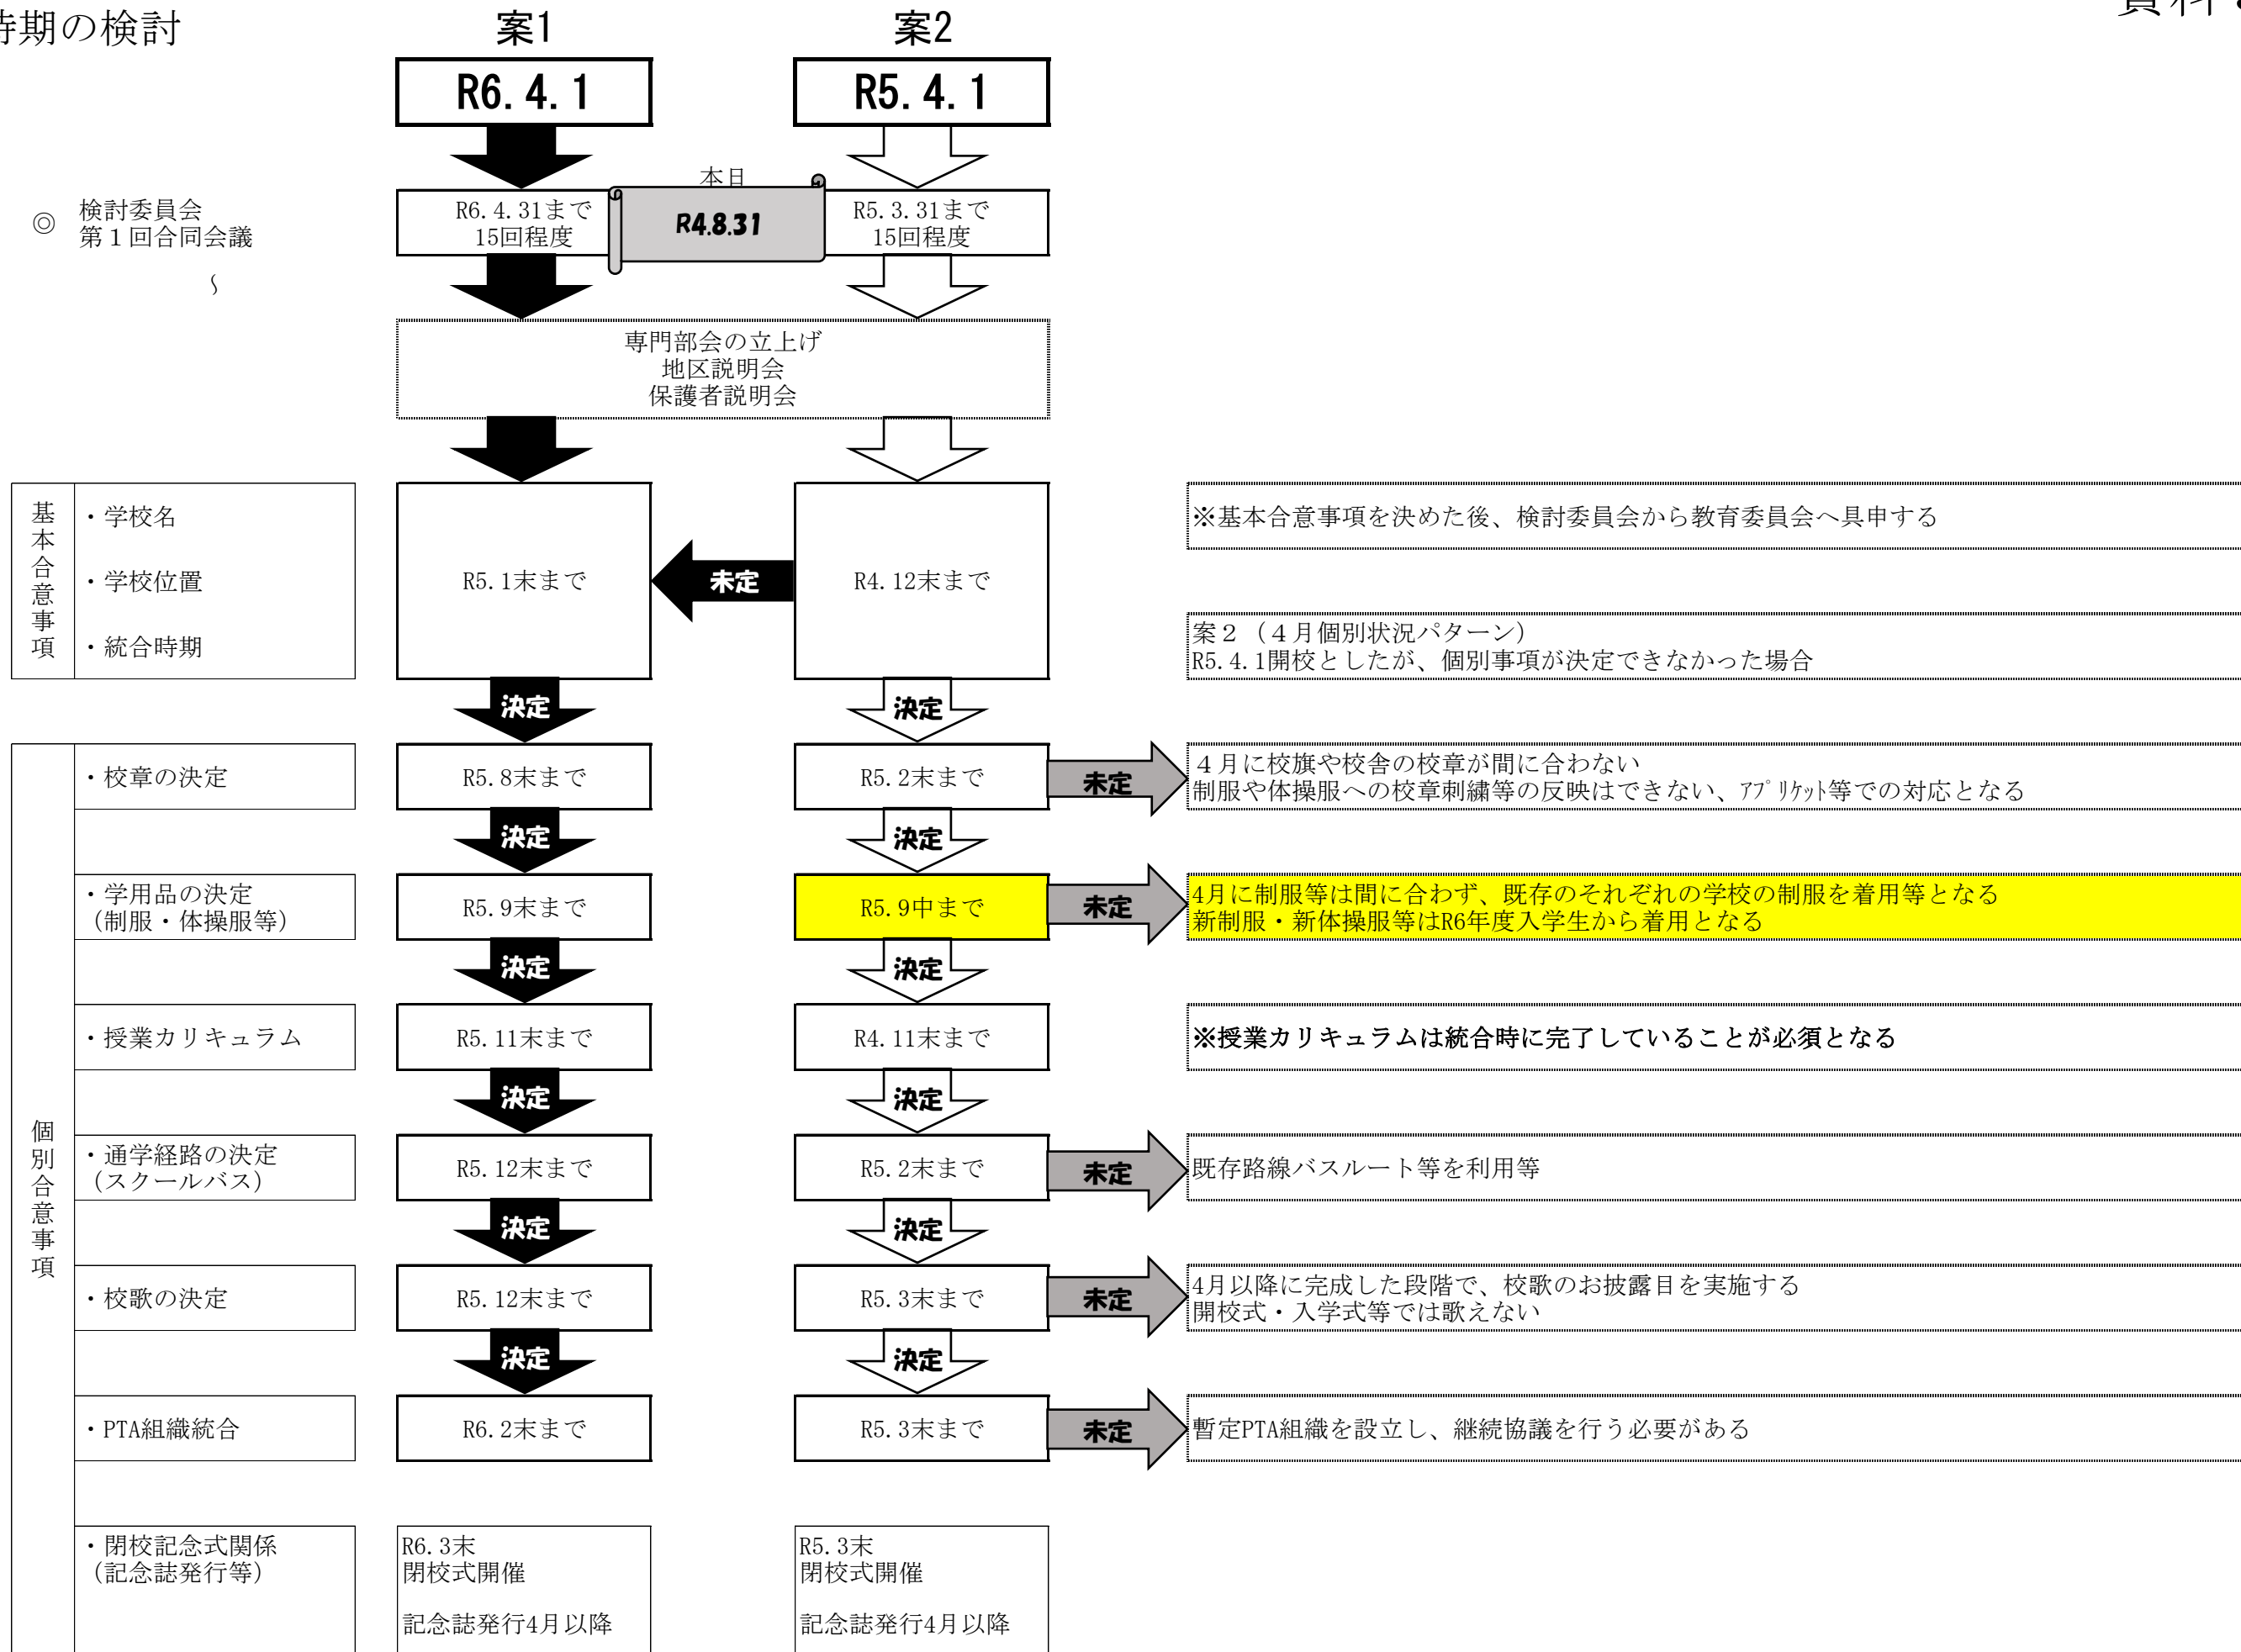 時期の検討
資料
案1
案2
R6.4.1
R5.4.1
本日
R4.8.31
◎ 検討委員会
第１回合同会議
～
R6.4.31まで
15回程度
R5.3.31まで
15回程度
専門部会の立上げ
地区説明会
保護者説明会
基本合意事項
・学校名
・学校位置
・統合時期
R5.1末まで
未定
R4.12末まで
※基本合意事項を決めた後、検討委員会から教育委員会へ具申する
案２（４月個別状況パターン）
R5.4.1開校としたが、個別事項が決定できなかった場合
決定
決定
個別合意事項
・校章の決定
R5.8末まで
R5.2末まで
未定
４月に校旗や校舎の校章が間に合わない
制服や体操服への校章刺繍等の反映はできない、ｱﾌﾟﾘｹｯﾄ等での対応となる
決定
決定
・学用品の決定
（制服・体操服等）
R5.9末まで
R5.9中まで
未定
4月に制服等は間に合わず、既存のそれぞれの学校の制服を着用等となる
新制服・新体操服等はR6年度入学生から着用となる
決定
決定
・授業カリキュラム
R5.11末まで
R4.11末まで
※授業カリキュラムは統合時に完了していることが必須となる
決定
決定
・通学経路の決定
（スクールバス）
R5.12末まで
R5.2末まで
未定
既存路線バスルート等を利用等
決定
決定
・校歌の決定
R5.12末まで
R5.3末まで
未定
4月以降に完成した段階で、校歌のお披露目を実施する
開校式・入学式等では歌えない
決定
決定
・PTA組織統合
R6.2末まで
R5.3末まで
未定
暫定PTA組織を設立し、継続協議を行う必要がある
・閉校記念式関係
（記念誌発行等）
R6.3末
閉校式開催
記念誌発行4月以降
R5.3末
閉校式開催
記念誌発行4月以降